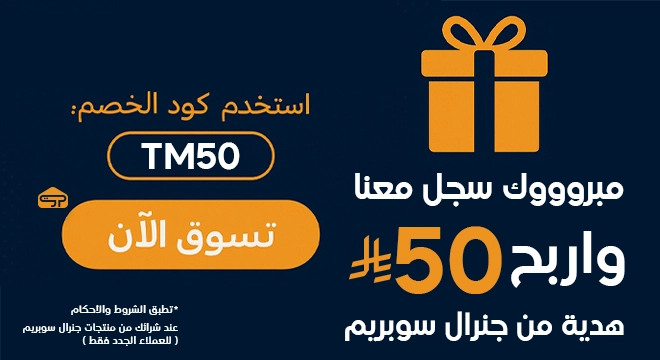 مبروووك سجل معنا
واربح 50 ⃁
هدية من جنرال سوبريم
استخدم كود الخصم:
TM50
تسوق الآن
*تطبق الشروط والاحكام
عند شرائك من منتجات جنرال سوبريم
( للعملاء الجدد فقط )